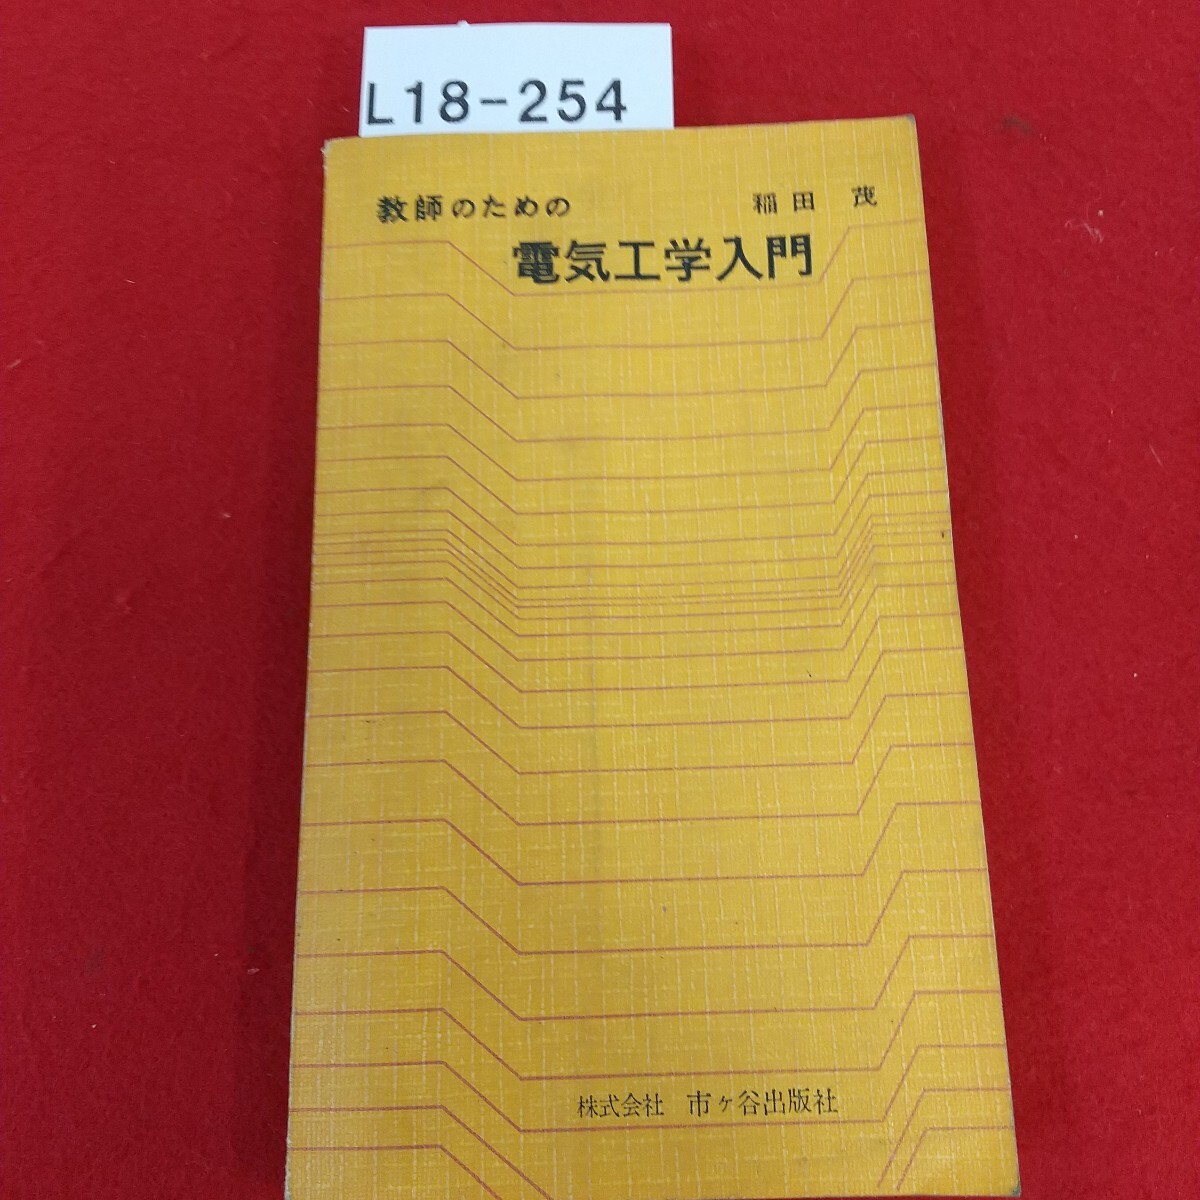 L18-254
教師のための
稲田 茂
電気工学入門
株式会社 市ヶ谷出版社